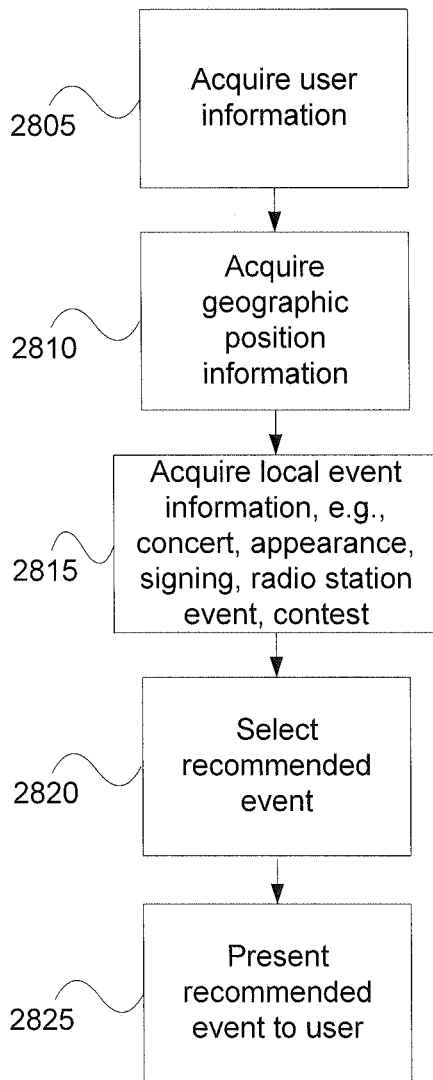 Acquire user
information
2805
Acquire
geographic
position
information
2810
Acquire local event
information, e.g.,
concert, appearance,
signing, radio station
event, contest
2815
Select
recommended
event
2820
Present
recommended
event to user
2825